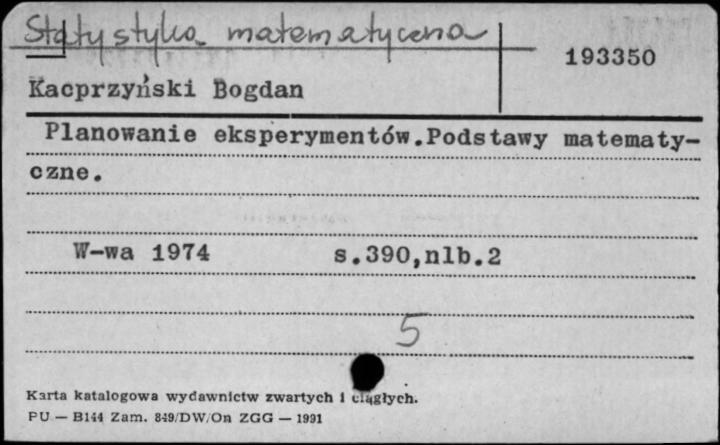 Statystyka matematyczna
193350
Kacprzyński Bogdan
Planowanie eksperymentów.Podstawy matematy-
czne.
W-wa 1974 s.390,nlb.2
5
Karta katalogowa wydawnictw zwartych i ciągłych.
PU — B144 Zam. 849/DW/On ZGG — 1991